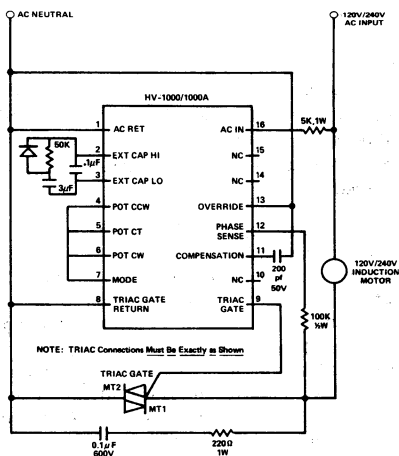 AC NEUTRAL
120V/240V
AC INPUT
HV-1000/1000A
1 AC RET
AC IN 16
5K,1W
50K
.1μF
3μF
2 EXT CAP HI
NC 15
3 EXT CAP LO
NC 14
4 POT CCW
OVERRIDE 13
5 POT CT
PHASE
SENSE 12
6 POT CW
COMPENSATION 11
200
pf
50V
7 MODE
NC 10
8 TRIAC GATE
RETURN
TRIAC
GATE 9
120V/240V
INDUCTION
MOTOR
100K
½W
NOTE: TRIAC Connections Must Be Exactly as Shown
TRIAC GATE
MT2
MT1
0.1μF
600V
220Ω
1W